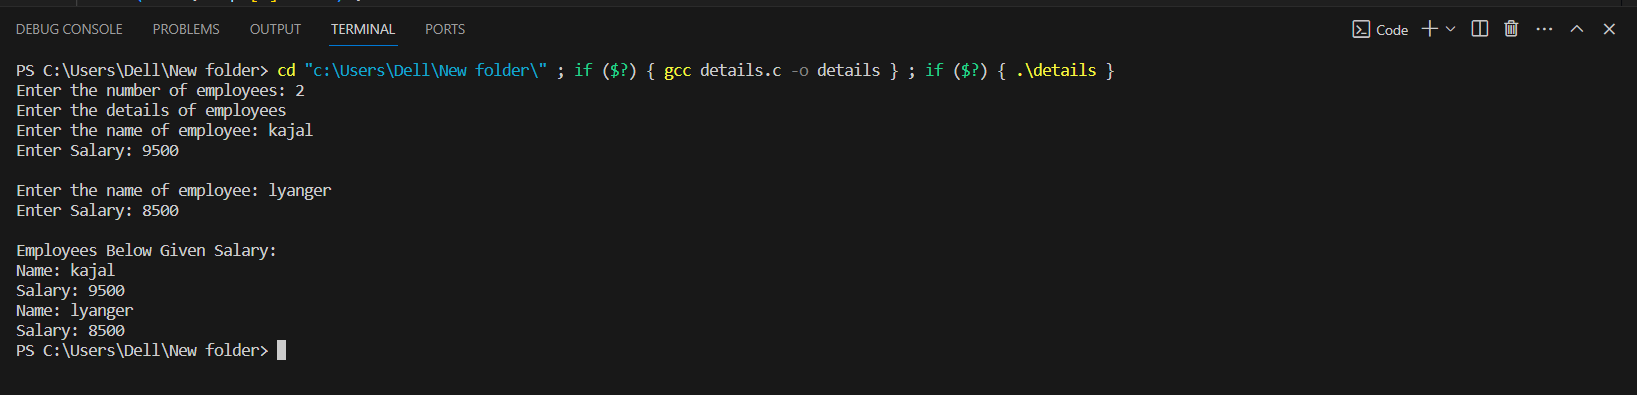 DEBUG CONSOLE PROBLEMS OUTPUT TERMINAL PORTS Code
PS C:\Users\Dell\New folder> cd "c:\Users\Dell\New folder\" ; if ($?) { gcc details.c -o details } ; if ($?) { .\details }
Enter the number of employees: 2
Enter the details of employees
Enter the name of employee: kajal
Enter Salary: 9500
Enter the name of employee: lyanger
Enter Salary: 8500
Employees Below Given Salary:
Name: kajal
Salary: 9500
Name: lyanger
Salary: 8500
PS C:\Users\Dell\New folder>